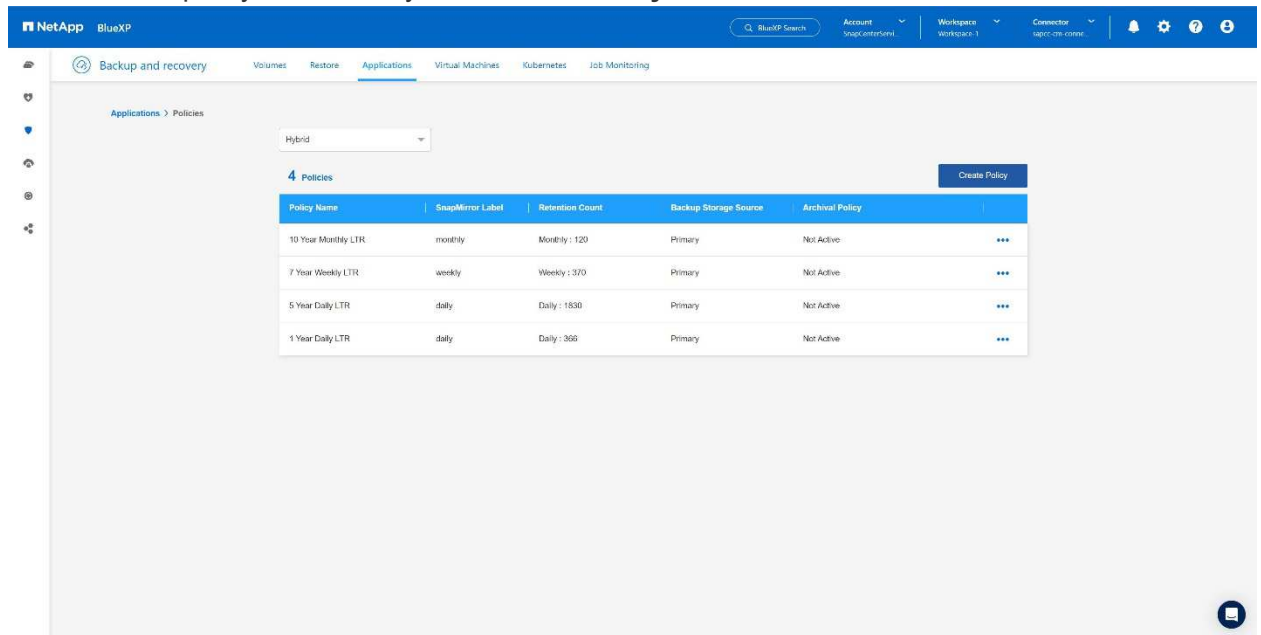 NetApp BlueXP
BlueXP Search
Account
SnapCenterServi...
Workspace
Workspace-1
Connector
sapcc-cm-conne...
Backup and recovery
Volumes Restore Applications Virtual Machines Kubernetes Job Monitoring
Applications > Policies
Hybrid
4 Policies
Create Policy
Policy Name SnapMirror Label Retention Count Backup Storage Source Archival Policy
10 Year Monthly LTR monthly Monthly : 120 Primary Not Active
7 Year Weekly LTR weekly Weekly : 370 Primary Not Active
5 Year Daily LTR daily Daily : 1830 Primary Not Active
1 Year Daily LTR daily Daily : 366 Primary Not Active